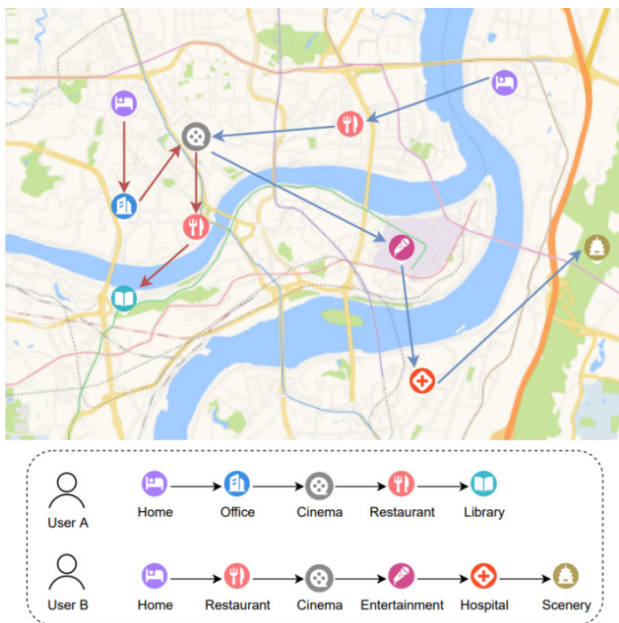 Home Office Cinema Restaurant Library
User A
Home Restaurant Cinema Entertainment Hospital Scenery
User B